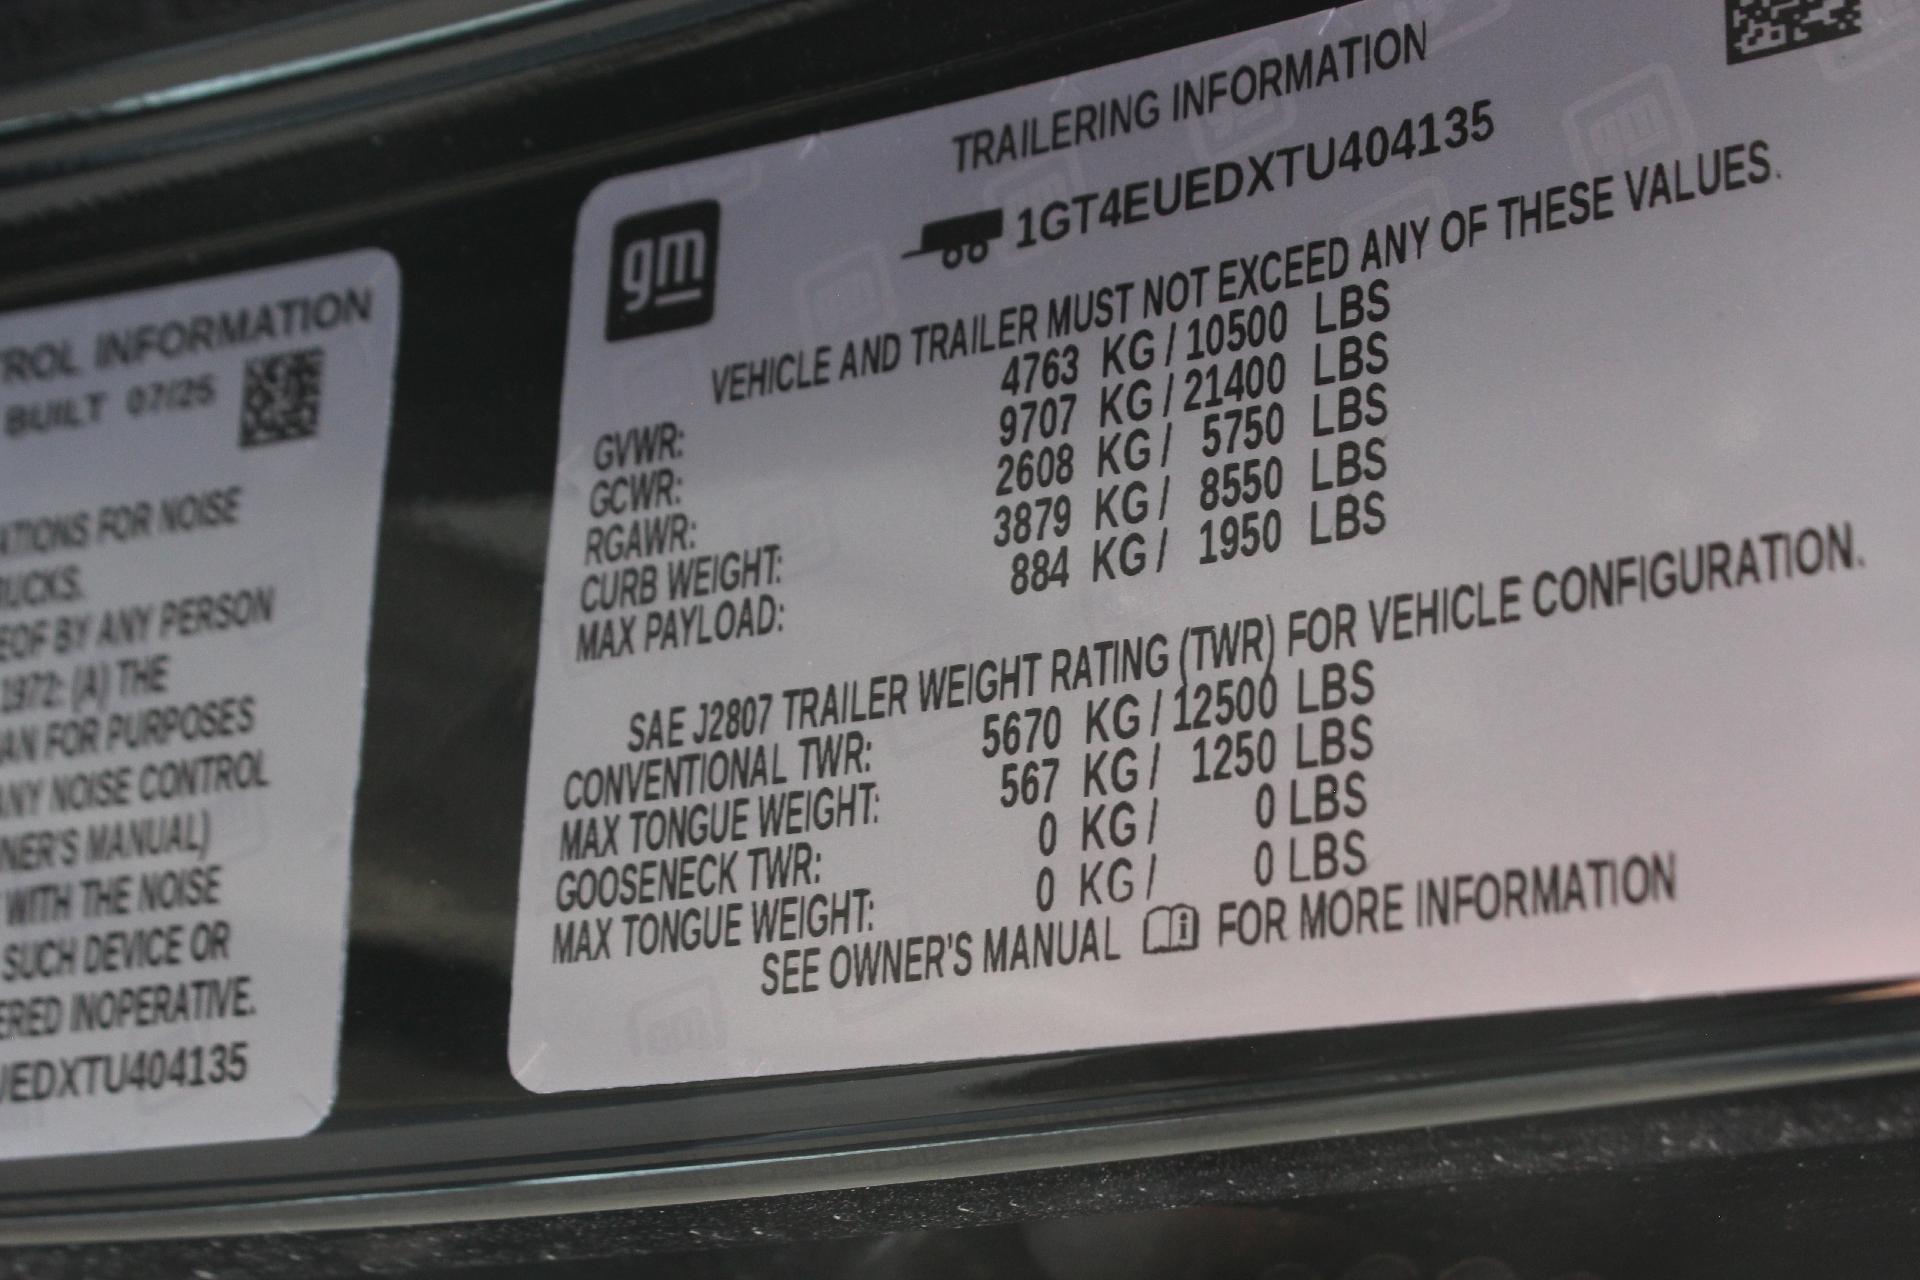 TROL INFORMATION
BUILT 07/25
ATIONS FOR NOISE
RUCKS.
EOF BY ANY PERSON
1972: (A) THE
AN FOR PURPOSES
ANY NOISE CONTROL
NER'S MANUAL)
WITH THE NOISE
SUCH DEVICE OR
ERED INOPERATIVE.
UEDXTU404135
gm
TRAILERING INFORMATION
1GT4EUEDXTU404135
VEHICLE AND TRAILER MUST NOT EXCEED ANY OF THESE VALUES.
GVWR: 4763 KG / 10500 LBS
GCWR: 9707 KG / 21400 LBS
RGAWR: 2608 KG / 5750 LBS
CURB WEIGHT: 3879 KG / 8550 LBS
MAX PAYLOAD: 884 KG / 1950 LBS
SAE J2807 TRAILER WEIGHT RATING (TWR) FOR VEHICLE CONFIGURATION.
CONVENTIONAL TWR: 5670 KG / 12500 LBS
MAX TONGUE WEIGHT: 567 KG / 1250 LBS
GOOSENECK TWR: 0 KG / 0 LBS
MAX TONGUE WEIGHT: 0 KG / 0 LBS
SEE OWNER'S MANUAL FOR MORE INFORMATION